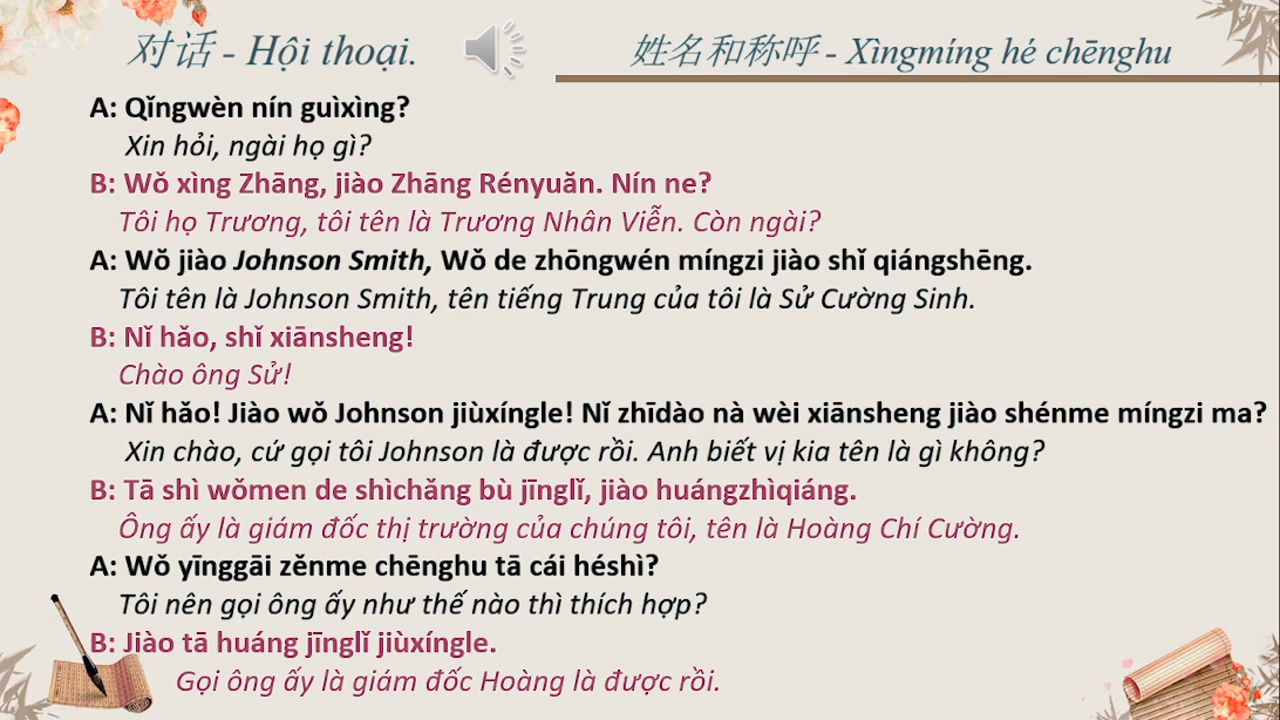 对话 - Hội thoại.
姓名和称呼 - Xìngmíng hé chēnghu
A: Qǐngwèn nín guìxìng?
Xin hỏi, ngài họ gì?
B: Wǒ xìng Zhāng, jiào Zhāng Rényuǎn. Nín ne?
Tôi họ Trương, tôi tên là Trương Nhân Viễn. Còn ngài?
A: Wǒ jiào Johnson Smith, Wǒ de zhōngwén míngzi jiào shǐ qiángshēng.
Tôi tên là Johnson Smith, tên tiếng Trung của tôi là Sử Cường Sinh.
B: Nǐ hǎo, shǐ xiānsheng!
Chào ông Sử!
A: Nǐ hǎo! Jiào wǒ Johnson jiùxíngle! Nǐ zhīdào nà wèi xiānsheng jiào shénme míngzi ma?
Xin chào, cứ gọi tôi Johnson là được rồi. Anh biết vị kia tên là gì không?
B: Tā shì wǒmen de shìchǎng bù jīnglǐ, jiào huángzhìqiáng.
Ông ấy là giám đốc thị trường của chúng tôi, tên là Hoàng Chí Cường.
A: Wǒ yīnggāi zěnme chēnghu tā cái héshì?
Tôi nên gọi ông ấy như thế nào thì thích hợp?
B: Jiào tā huáng jīnglǐ jiùxíngle.
Gọi ông ấy là giám đốc Hoàng là được rồi.